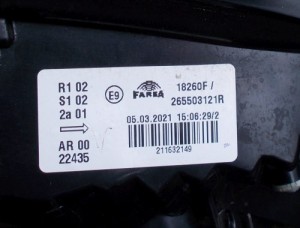 R1 02
S1 02
2a 01
E9
FARBA
18260F /
265503121R
05.03.2021 15:06:29/2
AR 00
22435
211632149